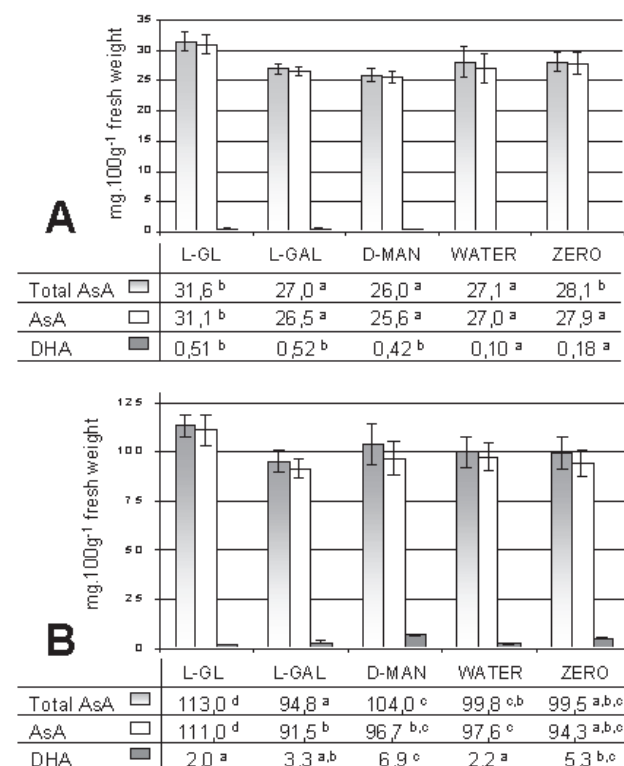 35
30
25
20
15
10
5
0
mg.100g⁻¹ fresh weight
A
L-GL L-GAL D-MAN WATER ZERO
Total AsA 31,6 b 27,0 a 26,0 a 27,1 a 28,1 b
AsA 31,1 b 26,5 a 25,6 a 27,0 a 27,9 a
DHA 0,51 b 0,52 b 0,42 b 0,10 a 0,18 a
125
100
75
50
25
0
mg.100g⁻¹ fresh weight
B
L-GL L-GAL D-MAN WATER ZERO
Total AsA 113,0 d 94,8 a 104,0 c 99,8 c,b 99,5 a,b,c
AsA 111,0 d 91,5 b 96,7 b,c 97,6 c 94,3 a,b,c
DHA 2,0 a 3,3 a,b 6,9 c 2,2 a 5,3 b,c